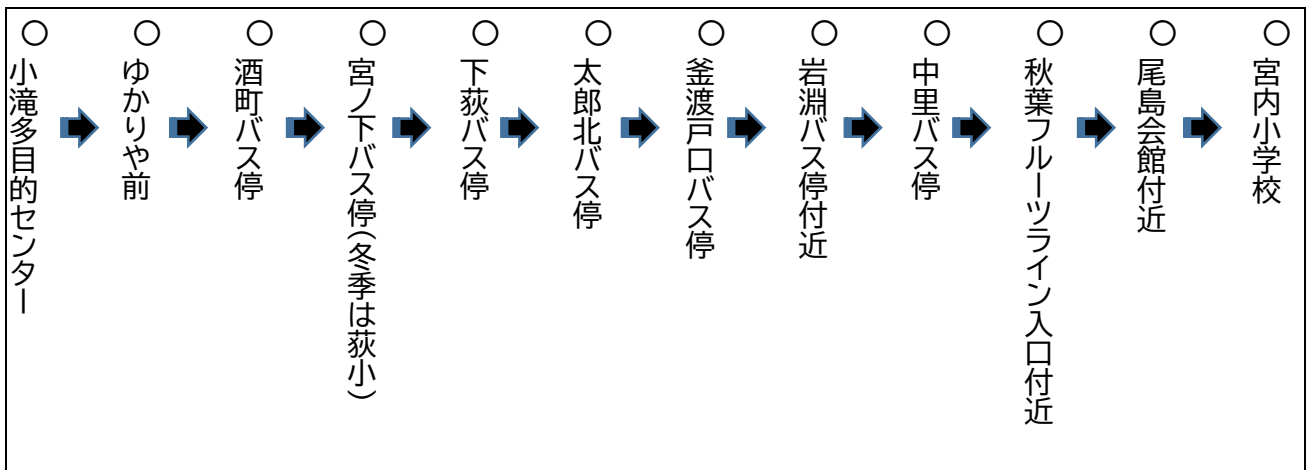 小滝多目的センター
ゆかりや前
酒町バス停
宮ノ下バス停(冬季は荻小)
下荻バス停
太郎北バス停
釜渡戸口バス停
岩淵バス停付近
中里バス停
秋葉フルーツライン入口付近
尾島会館付近
宮内小学校